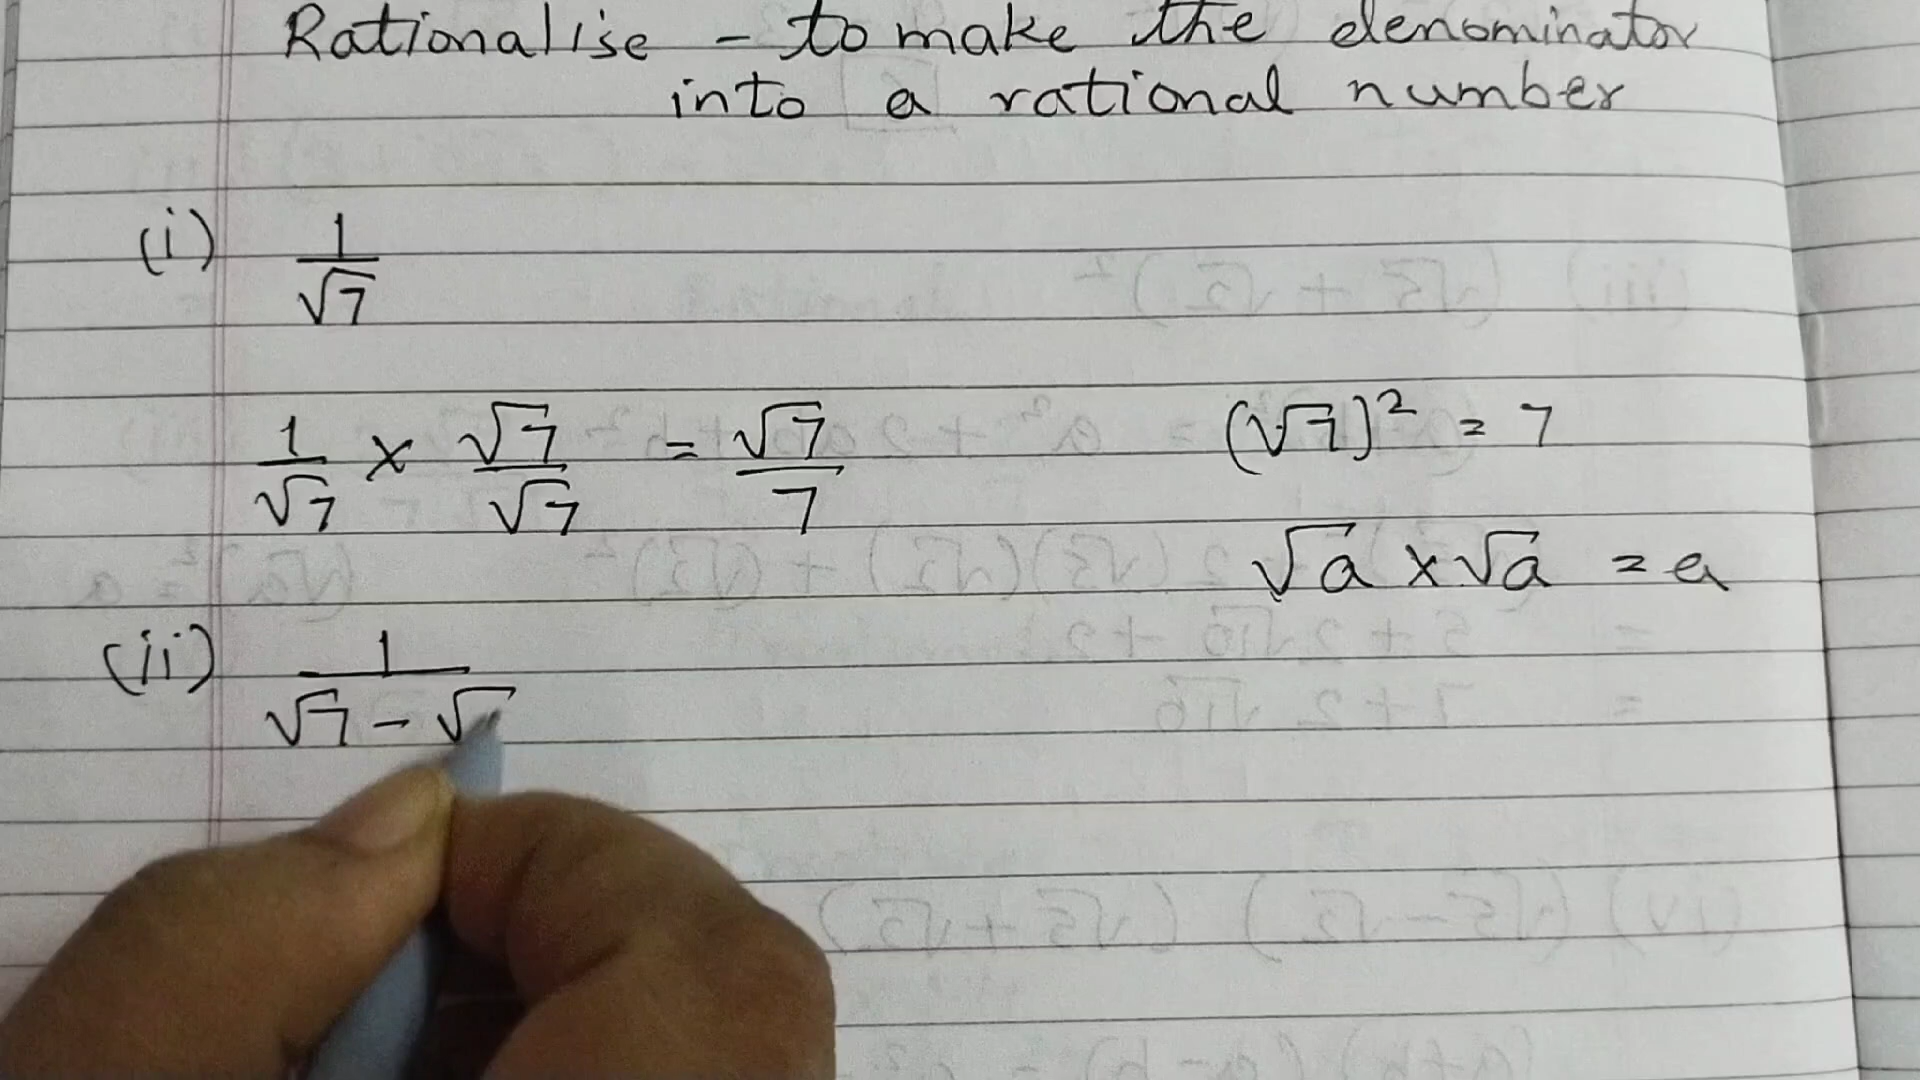 Rationalise - to make the denominator
into a rational number
(i) 1/√7
1/√7 × √7/√7 = √7/7
(√7)² = 7
√a × √a = a
(ii) 1/(√7 - √